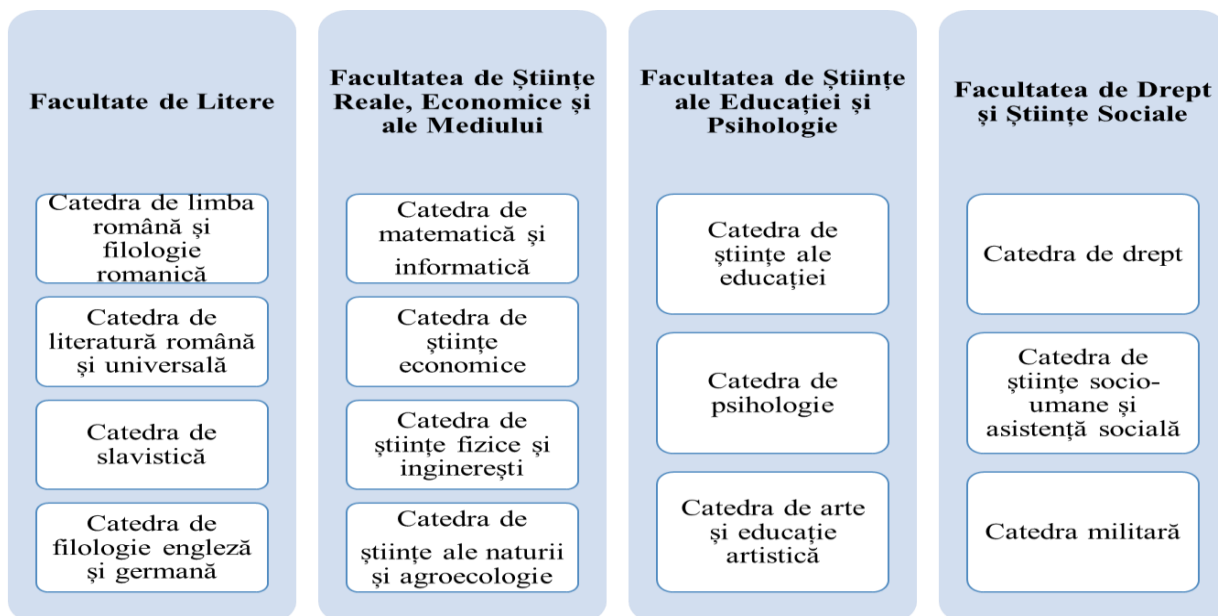 Facultate de Litere
Catedra de limba
română și
filologie
romanică
Catedra de
literatură română
și universală
Catedra de
slavistică
Catedra de
filologie engleză
și germană
Facultatea de Științe
Reale, Economice și
ale Mediului
Catedra de
matematică și
informatică
Catedra de
științe
economice
Catedra de
științe fizice și
inginerești
Catedra de
științe ale naturii
și agroecologie
Facultatea de Științe
ale Educației și
Psihologie
Catedra de
științe ale
educației
Catedra de
psihologie
Catedra de arte
și educație
artistică
Facultatea de Drept
și Științe Sociale
Catedra de drept
Catedra de
științe socio-
umane și
asistență socială
Catedra militară